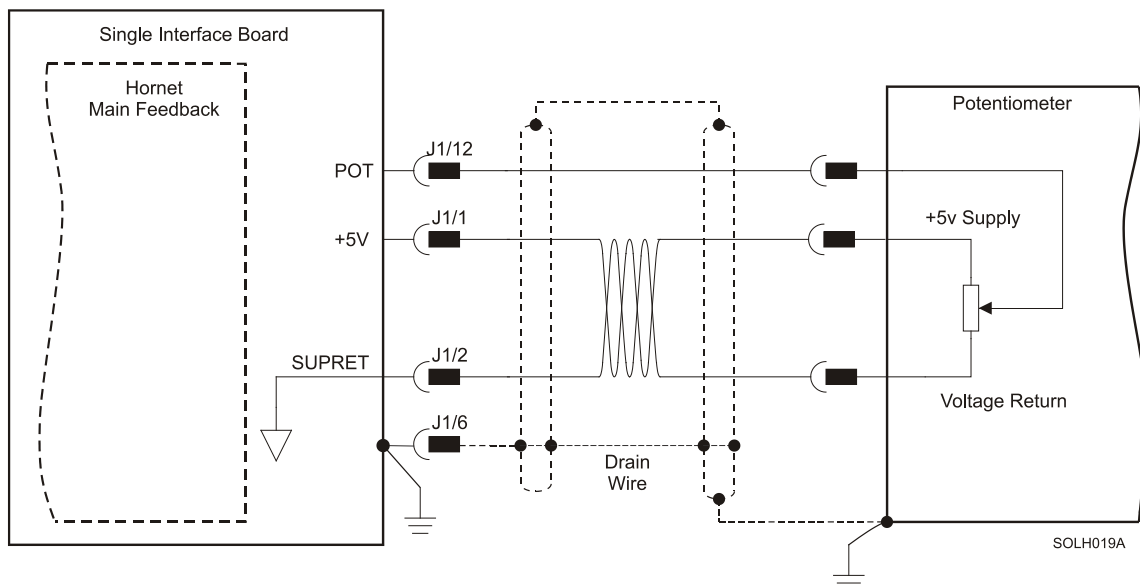 Single Interface Board
Hornet
Main Feedback
Potentiometer
POT
J1/12
+5v Supply
+5V
J1/1
SUPRET
J1/2
Voltage Return
J1/6
Drain
Wire
SOLH019A